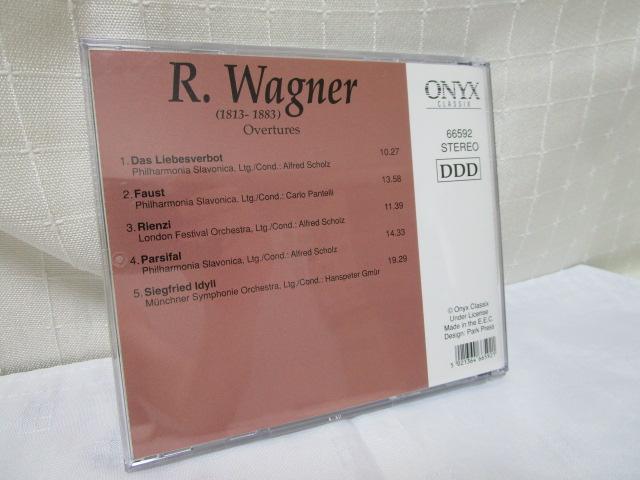 R. Wagner
(1813-1883)
Overtures
1. Das Liebesverbot 10.27
Philharmonia Slavonica, Ltg./Cond.: Alfred Scholz
2. Faust 13.58
Philharmonia Slavonica, Ltg./Cond.: Carlo Pantelli
3. Rienzi 11.39
London Festival Orchestra, Ltg./Cond.: Alfred Scholz
4. Parsifal 14.33
Philharmonia Slavonica, Ltg./Cond.: Alfred Scholz
5. Siegfried Idyll 19.29
Münchner Symphonie Orchestra, Ltg./Cond.: Hanspeter Gmür
ONYX
CLASSIX
66592
STEREO
DDD
© Onyx Classix
Under License
Made in the E.E.C.
Design: Park Press